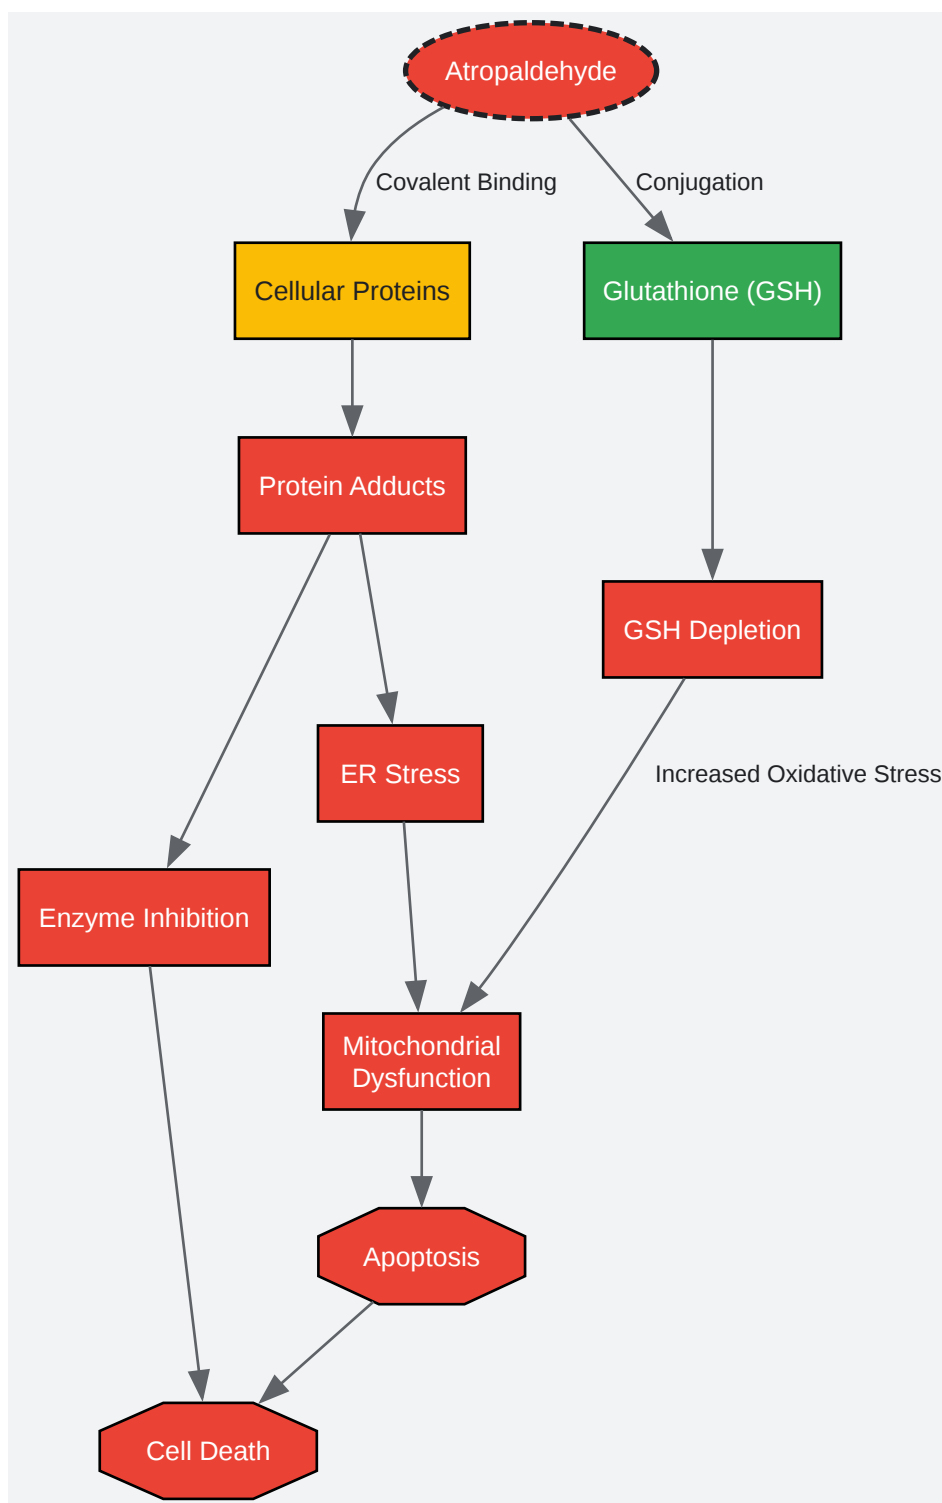 Atropaldehyde
Covalent Binding
Conjugation
Cellular Proteins
Glutathione (GSH)
Protein Adducts
GSH Depletion
ER Stress
Increased Oxidative Stress
Enzyme Inhibition
Mitochondrial
Dysfunction
Apoptosis
Cell Death